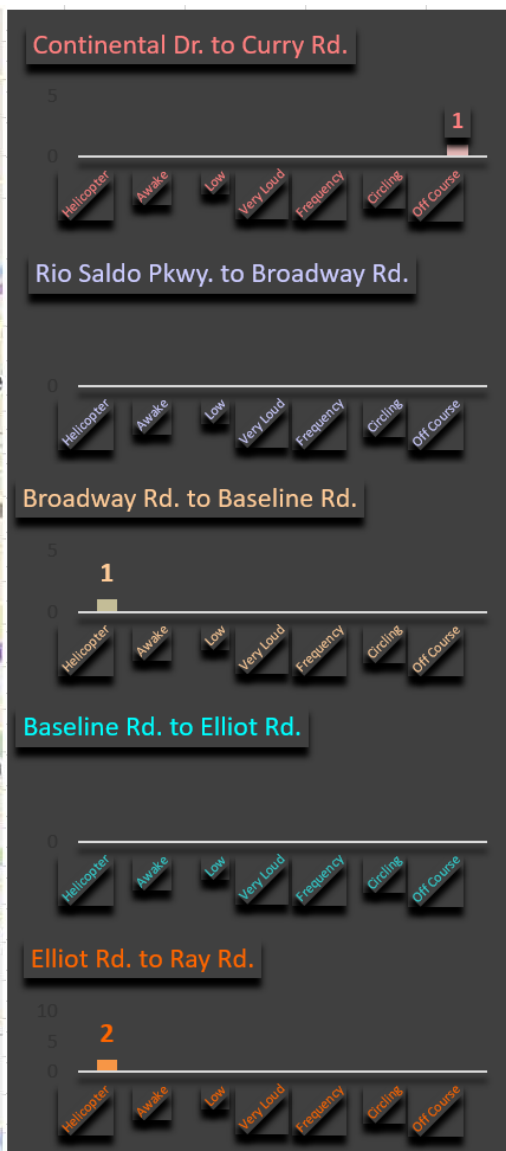 Continental Dr. to Curry Rd.
5
1
0
Helicopter Awake Low Very Loud Frequency Circling Off Course
Rio Saldo Pkwy. to Broadway Rd.
0
Helicopter Awake Low Very Loud Frequency Circling Off Course
Broadway Rd. to Baseline Rd.
5
1
0
Helicopter Awake Low Very Loud Frequency Circling Off Course
Baseline Rd. to Elliot Rd.
0
Helicopter Awake Low Very Loud Frequency Circling Off Course
Elliot Rd. to Ray Rd.
10
2
5
0
Helicopter Awake Low Very Loud Frequency Circling Off Course